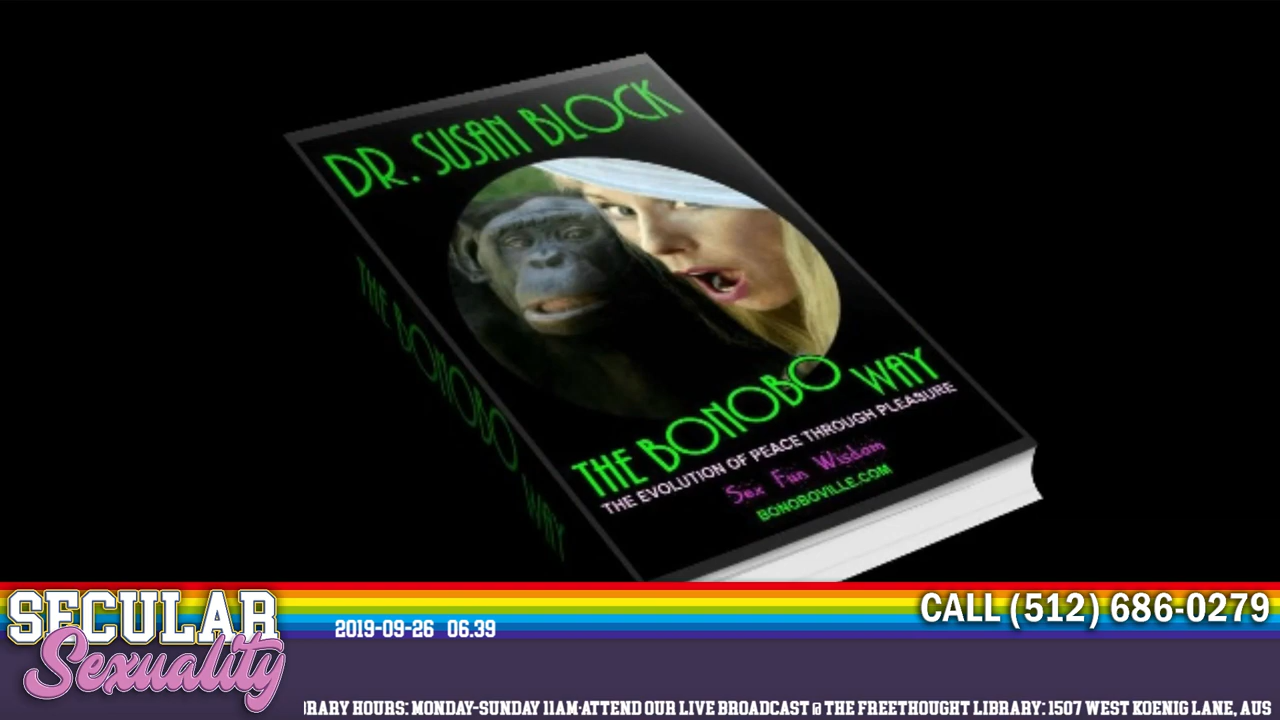 DR. SUSAN BLOCK
THE BONOBO WAY
THE BONOBO WAY
THE EVOLUTION OF PEACE THROUGH PLEASURE
Sex Fun Wisdom
BONOBOVILLE.COM
SECULAR
Sexuality
2019-09-26 06.39
CALL (512) 686-0279
HOURS: MONDAY-SUNDAY 11AM-ATTEND OUR LIVE BROADCAST @ THE FREETHOUGHT LIBRARY: 1507 WEST KOENIG LANE,